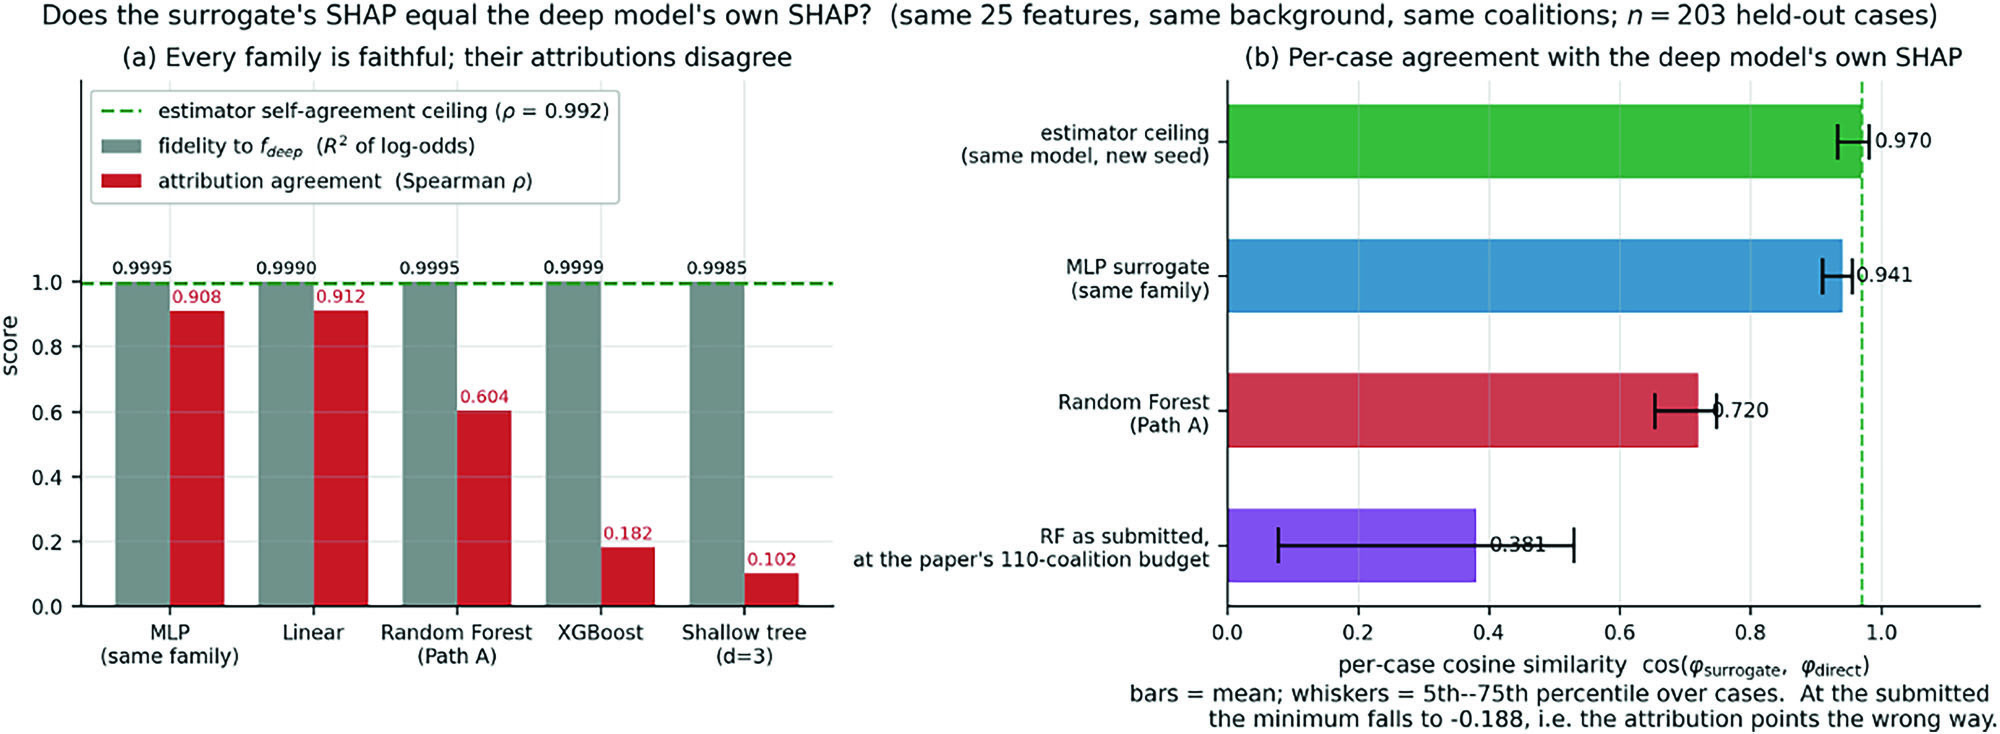 Does the surrogate's SHAP equal the deep model's own SHAP? (same 25 features, same background, same coalitions; n = 203 held-out cases)
(a) Every family is faithful; their attributions disagree
estimator self-agreement ceiling (ρ = 0.992)
fidelity to f_deep (R² of log-odds)
attribution agreement (Spearman ρ)
0.9995
0.9990
0.9995
0.9999
0.9985
0.908
0.912
0.604
0.182
0.102
score
1.0
0.8
0.6
0.4
0.2
0.0
MLP
(same family)
Linear
Random Forest
(Path A)
XGBoost
Shallow tree
(d=3)
(b) Per-case agreement with the deep model's own SHAP
estimator ceiling
(same model, new seed)
0.970
MLP surrogate
(same family)
0.941
Random Forest
(Path A)
0.720
RF as submitted,
at the paper's 110-coalition budget
0.381
0.0 0.2 0.4 0.6 0.8 1.0
per-case cosine similarity cos(φ_surrogate, φ_direct)
bars = mean; whiskers = 5th--75th percentile over cases. At the submitted
the minimum falls to -0.188, i.e. the attribution points the wrong way.